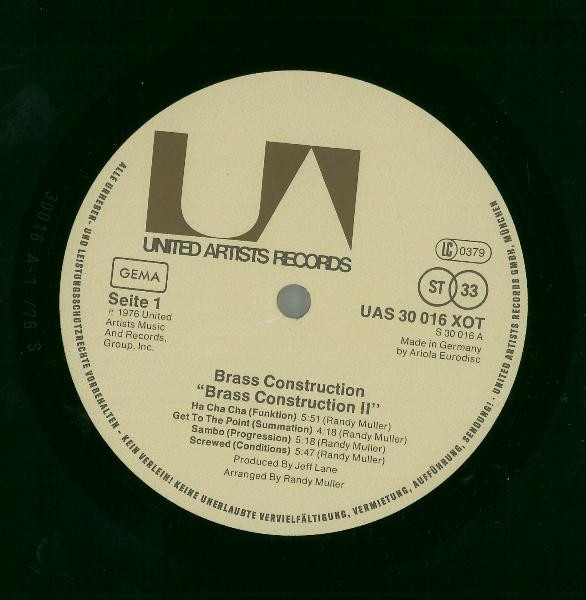 UA
UNITED ARTISTS RECORDS
LC 0379
GEMA
ST 33
Seite 1
℗ 1976 United
Artists Music
And Records,
Group, Inc.
UAS 30 016 XOT
S 30 016 A
Made in Germany
by Ariola Eurodisc
Brass Construction
“Brass Construction II”
Ha Cha Cha (Funktion) 5:51 (Randy Muller)
Get To The Point (Summation) 4:18 (Randy Muller)
Sambo (Progression) 5:18 (Randy Muller)
Screwed (Conditions) 5:47 (Randy Muller)
Produced By Jeff Lane
Arranged By Randy Muller
ALLE URHEBER- UND LEISTUNGSSCHUTZRECHTE VORBEHALTEN · KEIN VERLEIH! KEINE UNERLAUBTE VERVIELFÄLTIGUNG, VERMIETUNG, AUFFÜHRUNG, SENDUNG! · UNITED ARTISTS RECORDS GMBH, MÜNCHEN
30016 A-1 /76 S